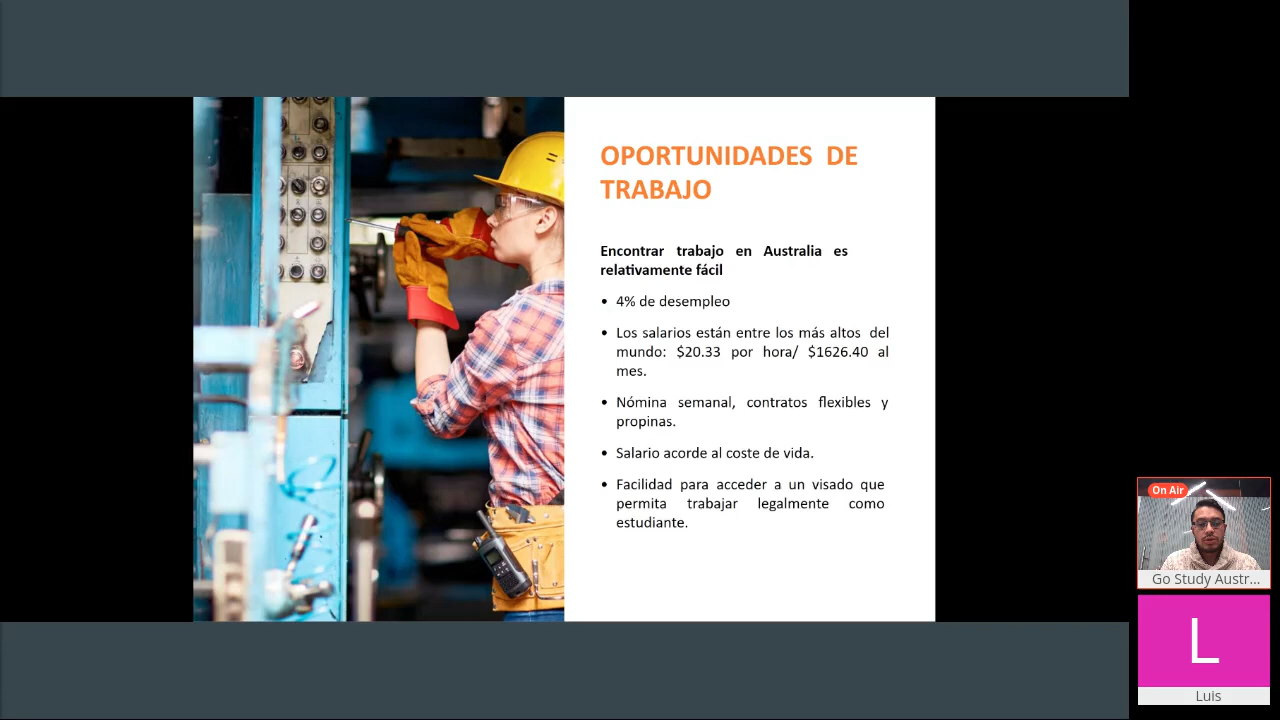 OPORTUNIDADES DE
TRABAJO
Encontrar trabajo en Australia es
relativamente fácil
• 4% de desempleo
• Los salarios están entre los más altos del
mundo: $20.33 por hora/ $1626.40 al
mes.
• Nómina semanal, contratos flexibles y
propinas.
• Salario acorde al coste de vida.
• Facilidad para acceder a un visado que
permita trabajar legalmente como
estudiante.
On Air
Go Study Austr...
L
Luis